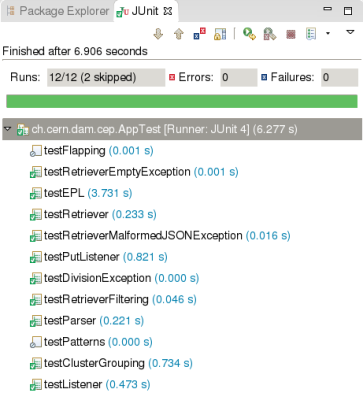 Package Explorer JUnit
Finished after 6.906 seconds
Runs: 12/12 (2 skipped) Errors: 0 Failures: 0
ch.cern.dam.cep.AppTest [Runner: JUnit 4] (6.277 s)
testFlapping (0.001 s)
testRetrieverEmptyException (0.001 s)
testEPL (3.731 s)
testRetriever (0.233 s)
testRetrieverMalformedJSONException (0.016 s)
testPutListener (0.821 s)
testDivisionException (0.000 s)
testRetrieverFiltering (0.046 s)
testParser (0.221 s)
testPatterns (0.000 s)
testClusterGrouping (0.734 s)
testListener (0.473 s)